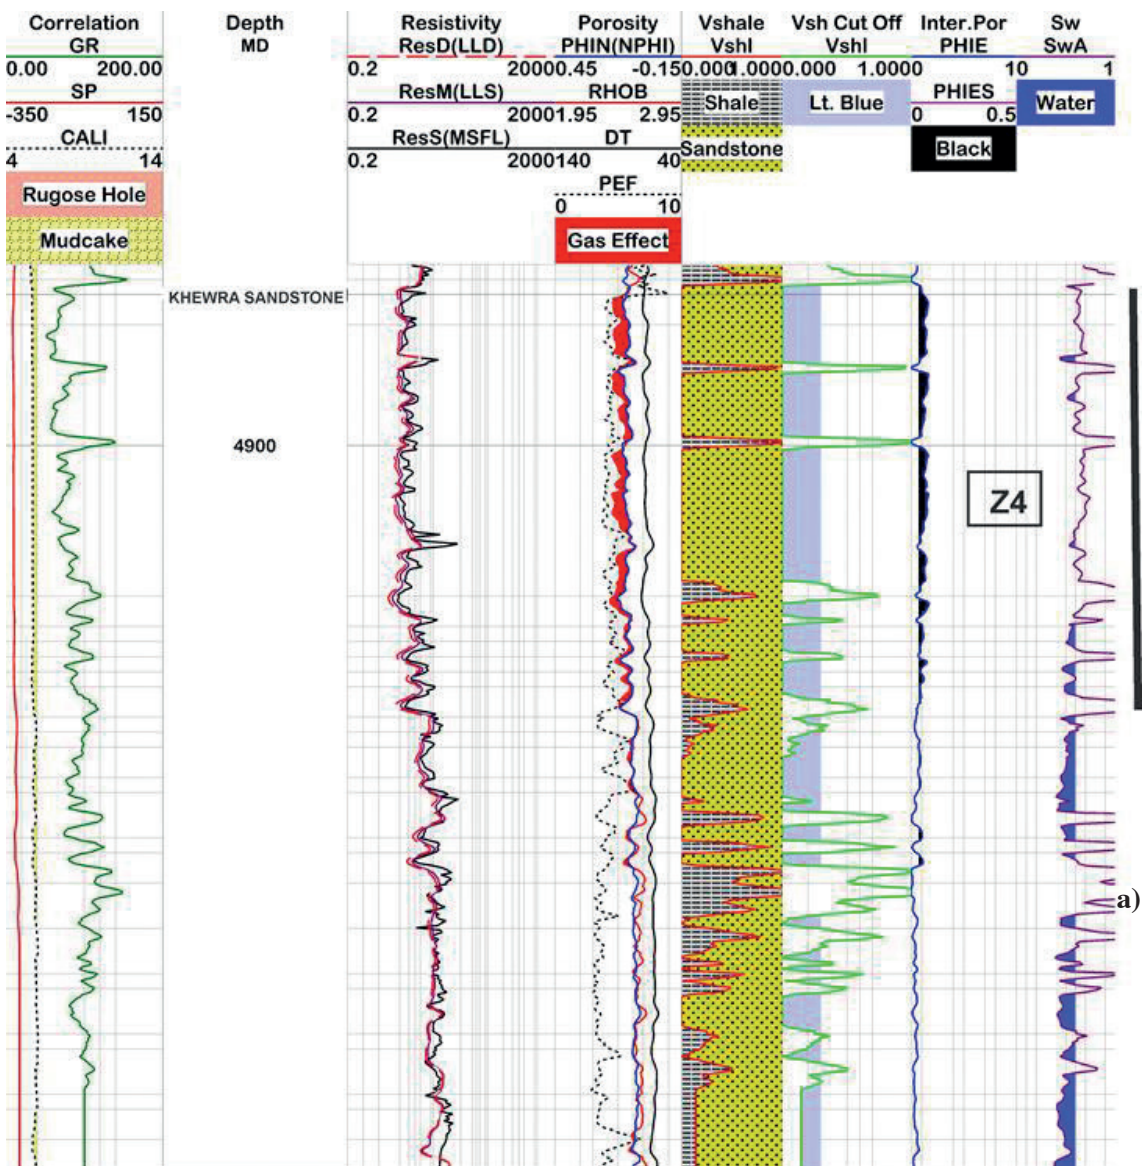 Correlation Depth Resistivity Porosity Vshale Vsh Cut Off Inter.Por Sw
GR MD ResD(LLD) PHIN(NPHI) Vshl Vshl PHIE SwA
0.00 200.00 0.2 2000 0.45 -0.15 0.000 1.000 0.000 1.000 0 1 0 1
SP ResM(LLS) RHOB Shale Lt. Blue PHIES Water
-350 150 0.2 2000 1.95 2.95 0 0.5
CALI ResS(MSFL) DT Sandstone Black
4 14 0.2 2000 140 40
Rugose Hole PEF
0 10
Mudcake Gas Effect
KHEWRA SANDSTONE
4900
Z4
a)